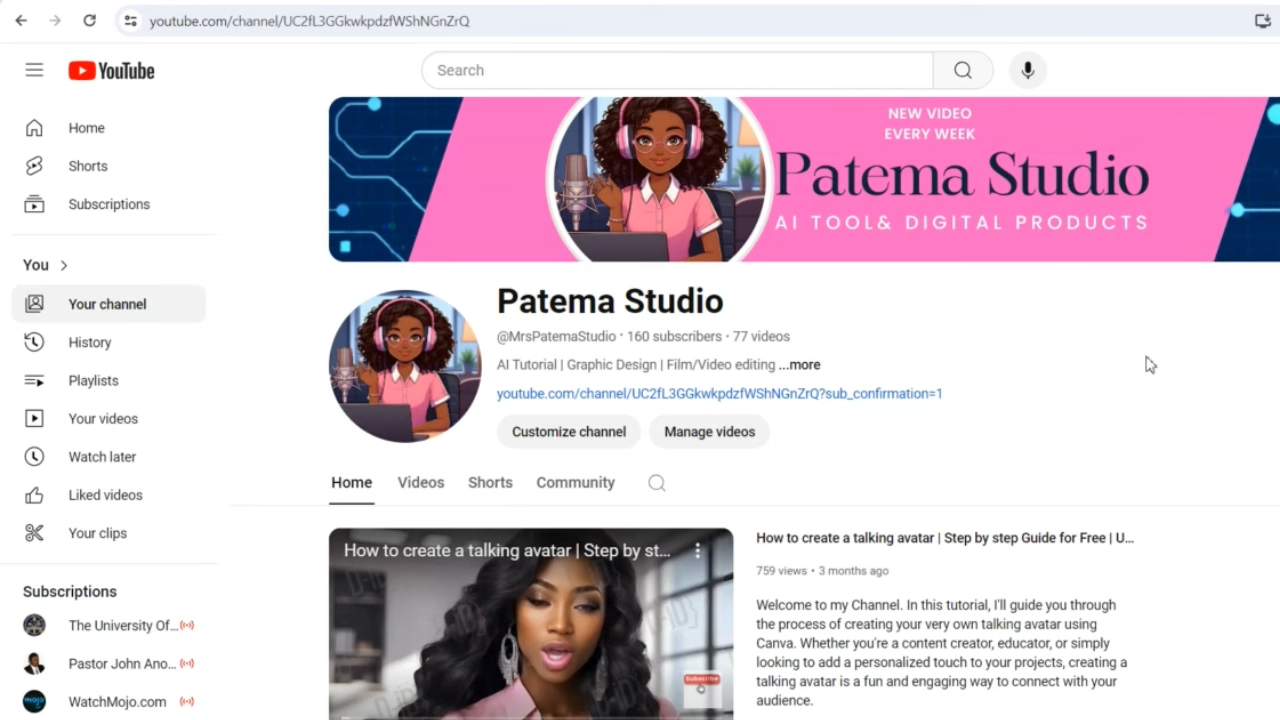 youtube.com/channel/UC2fL3GGkwkpdzfWShNGnZrQ
YouTube
Search
Home
Shorts
Subscriptions
You
Your channel
History
Playlists
Your videos
Watch later
Liked videos
Your clips
Subscriptions
The University Of...
Pastor John Ano...
WatchMojo.com
NEW VIDEO
EVERY WEEK
Patema Studio
AI TOOL& DIGITAL PRODUCTS
Patema Studio
@MrsPatemaStudio · 160 subscribers · 77 videos
AI Tutorial | Graphic Design | Film/Video editing ...more
youtube.com/channel/UC2fL3GGkwkpdzfWShNGnZrQ?sub_confirmation=1
Customize channel Manage videos
Home Videos Shorts Community
How to create a talking avatar | Step by st...
Subscribe
How to create a talking avatar | Step by step Guide for Free | U...
759 views • 3 months ago
Welcome to my Channel. In this tutorial, I'll guide you through
the process of creating your very own talking avatar using
Canva. Whether you're a content creator, educator, or simply
looking to add a personalized touch to your projects, creating a
talking avatar is a fun and engaging way to connect with your
audience.